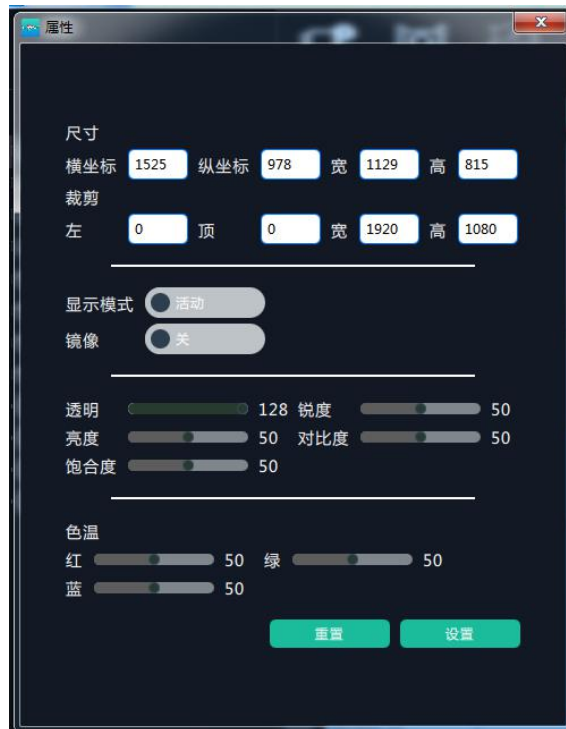 属性
尺寸
横坐标 1525 纵坐标 978 宽 1129 高 815
裁剪
左 0 顶 0 宽 1920 高 1080
显示模式 活动
镜像 关
透明 128 锐度 50
亮度 50 对比度 50
饱合度 50
色温
红 50 绿 50
蓝 50
重置 设置